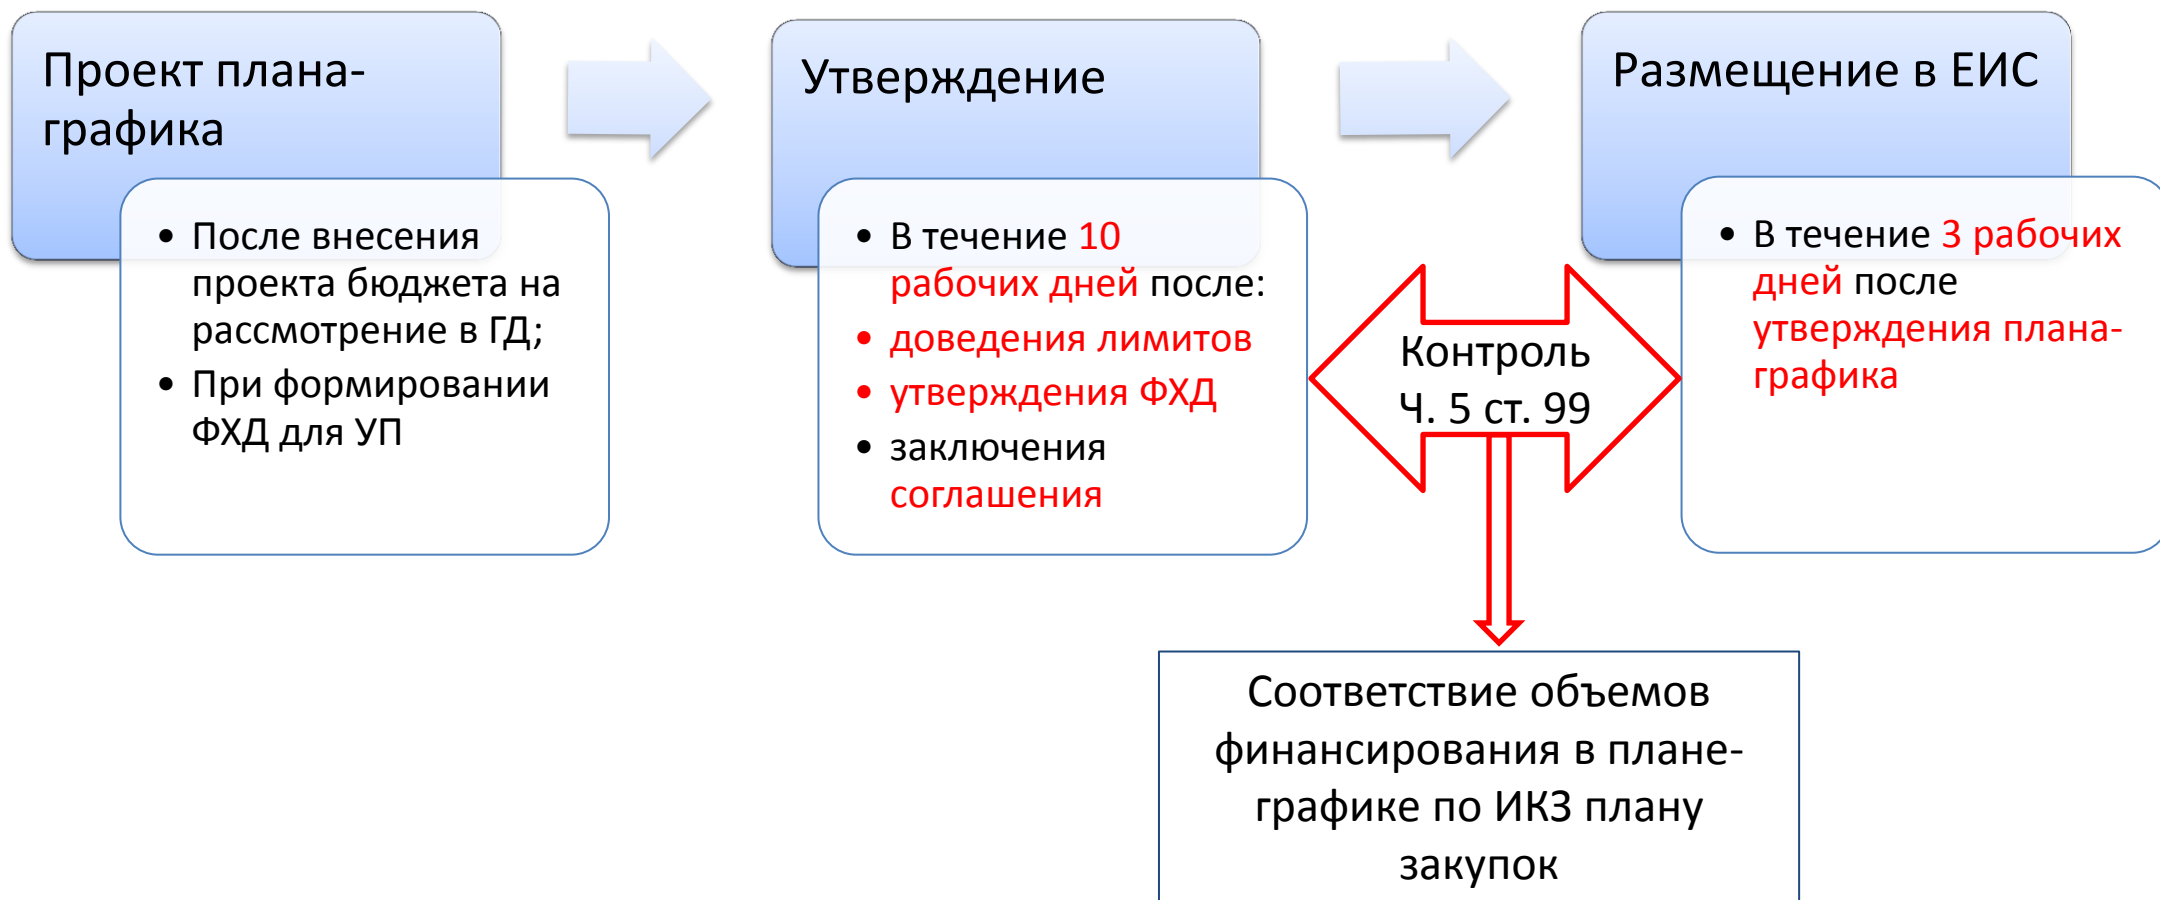 Проект плана-
графика
• После внесения
проекта бюджета на
рассмотрение в ГД;
• При формировании
ФХД для УП
Утверждение
• В течение 10
рабочих дней после:
• доведения лимитов
• утверждения ФХД
• заключения
соглашения
Контроль
Ч. 5 ст. 99
Размещение в ЕИС
• В течение 3 рабочих
дней после
утверждения плана-
графика
Соответствие объемов
финансирования в плане-
графике по ИКЗ плану
закупок